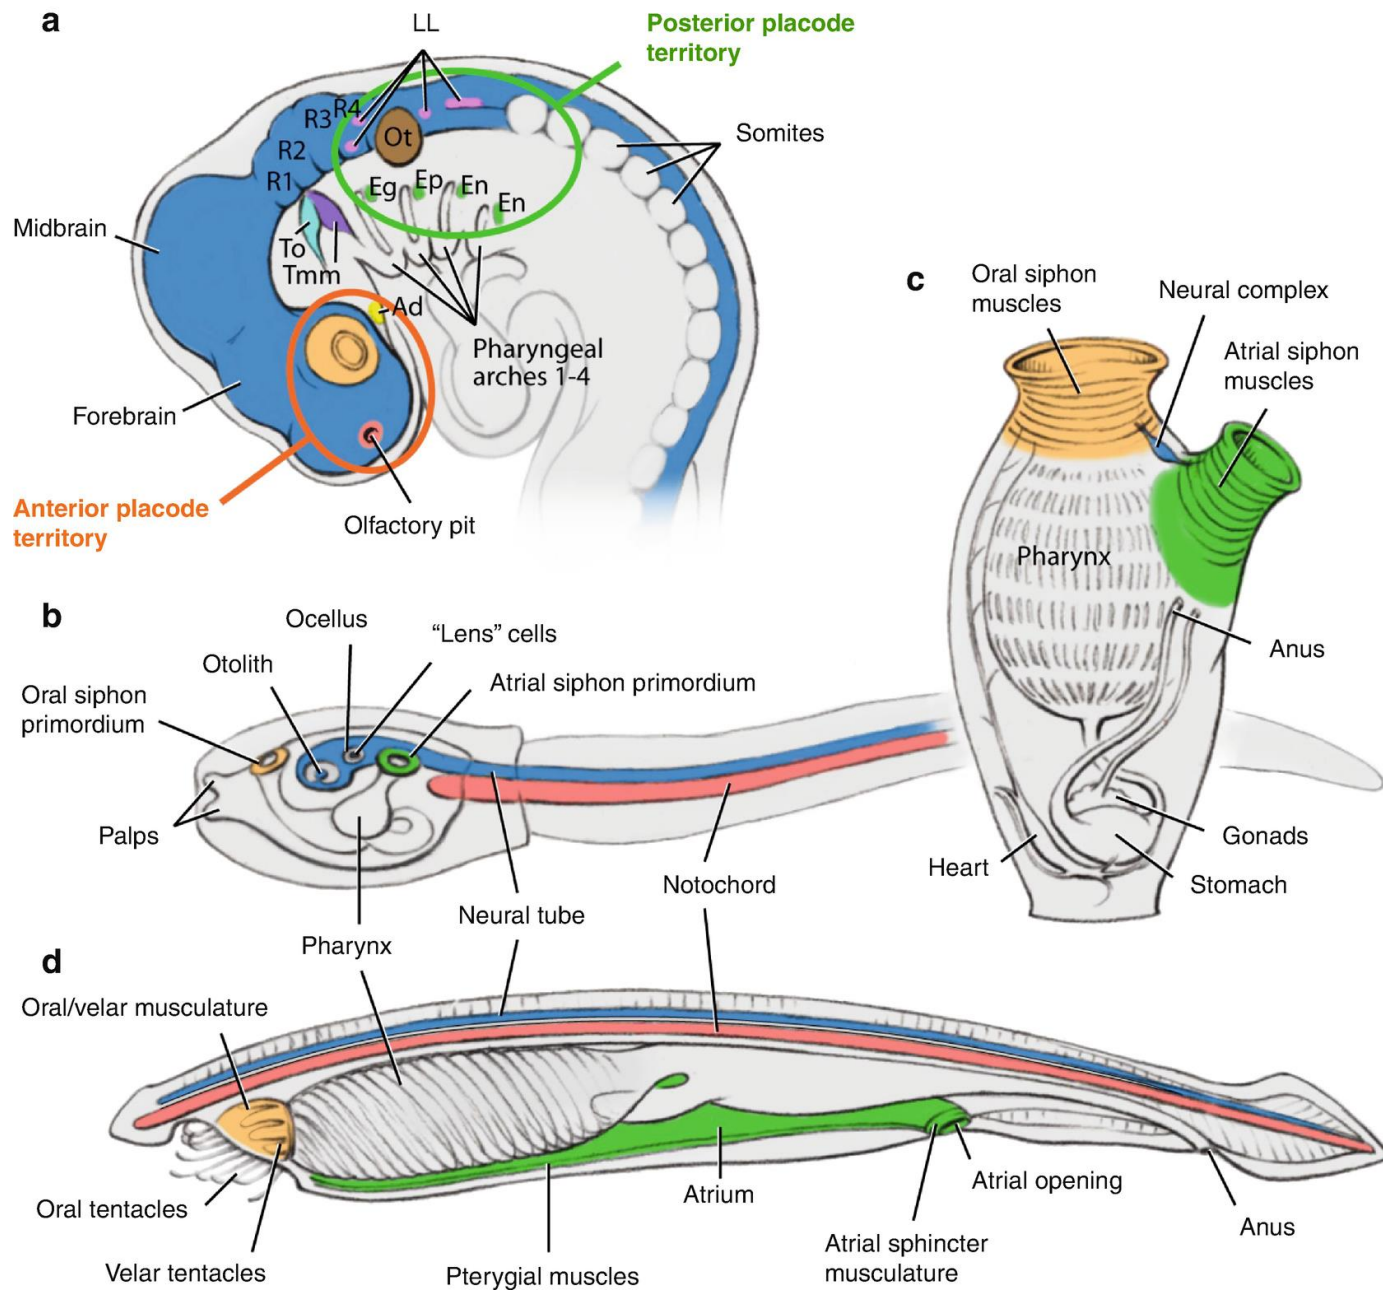 a
LL
Posterior placode
territory
R4
R3
Ot
R2
R1
Somites
Eg
Ep
En
En
Midbrain
To
Tmm
Ad
Pharyngeal
arches 1-4
Forebrain
Anterior placode
territory
Olfactory pit
c
Oral siphon
muscles
Neural complex
Atrial siphon
muscles
Pharynx
Anus
Gonads
Heart
Stomach
b
Ocellus
“Lens” cells
Otolith
Atrial siphon primordium
Oral siphon
primordium
Palps
Notochord
Neural tube
Pharynx
d
Oral/velar musculature
Oral tentacles
Velar tentacles
Pterygial muscles
Atrium
Atrial sphincter
musculature
Atrial opening
Anus